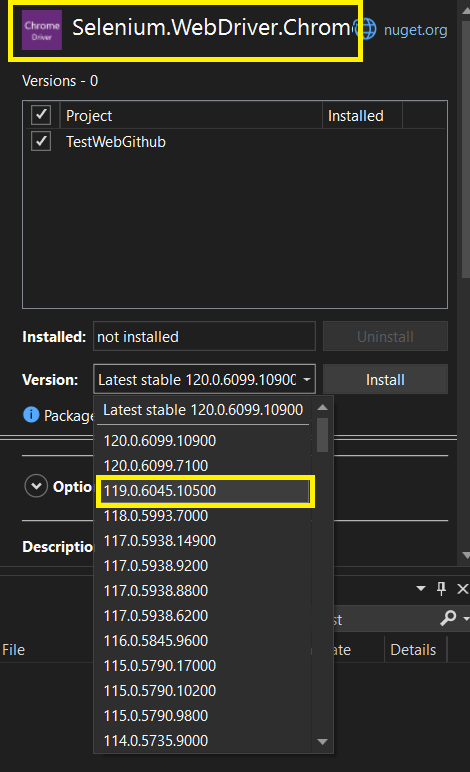 Chrome
Driver
Selenium.WebDriver.Chrom
nuget.org
Versions - 0
Project Installed
TestWebGithub
Installed: not installed Uninstall
Version: Latest stable 120.0.6099.10900 Install
Latest stable 120.0.6099.10900
Package
120.0.6099.10900
120.0.6099.7100
119.0.6045.10500
Optio
118.0.5993.7000
117.0.5938.14900
Description
117.0.5938.9200
117.0.5938.8800
117.0.5938.6200
116.0.5845.9600
File Details
115.0.5790.17000
115.0.5790.10200
115.0.5790.9800
114.0.5735.9000